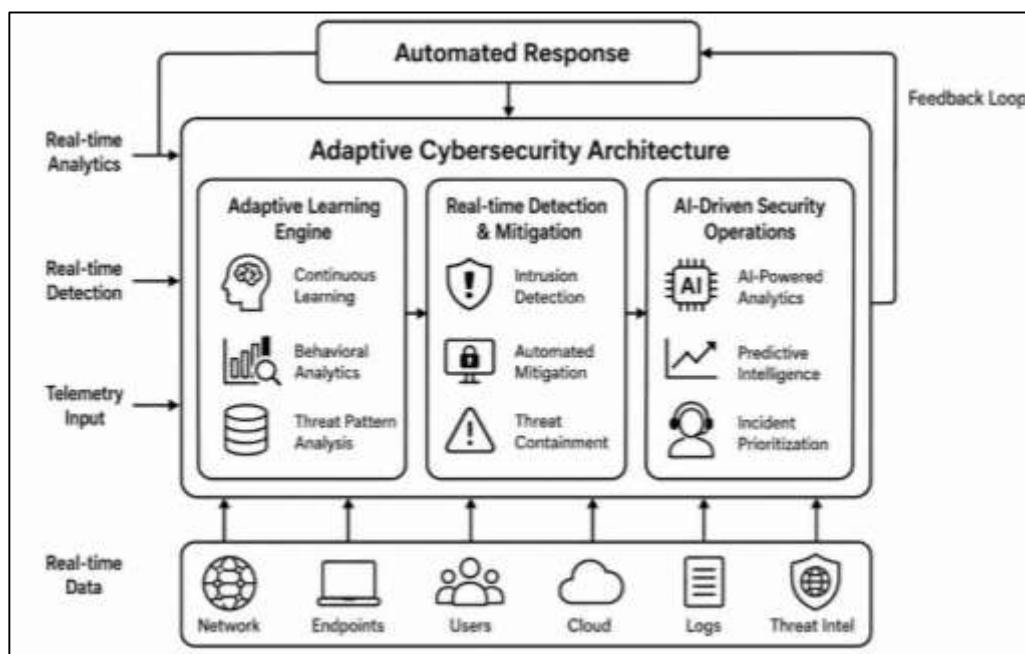 Automated Response
Feedback Loop
Real-time
Analytics
Adaptive Cybersecurity Architecture
Real-time
Detection
Telemetry
Input
Adaptive Learning
Engine
Continuous
Learning
Behavioral
Analytics
Threat Pattern
Analysis
Real-time Detection
& Mitigation
Intrusion
Detection
Automated
Mitigation
Threat
Containment
AI-Driven Security
Operations
AI
AI-Powered
Analytics
Predictive
Intelligence
Incident
Prioritization
Real-time
Data
Network
Endpoints
Users
Cloud
Logs
Threat Intel